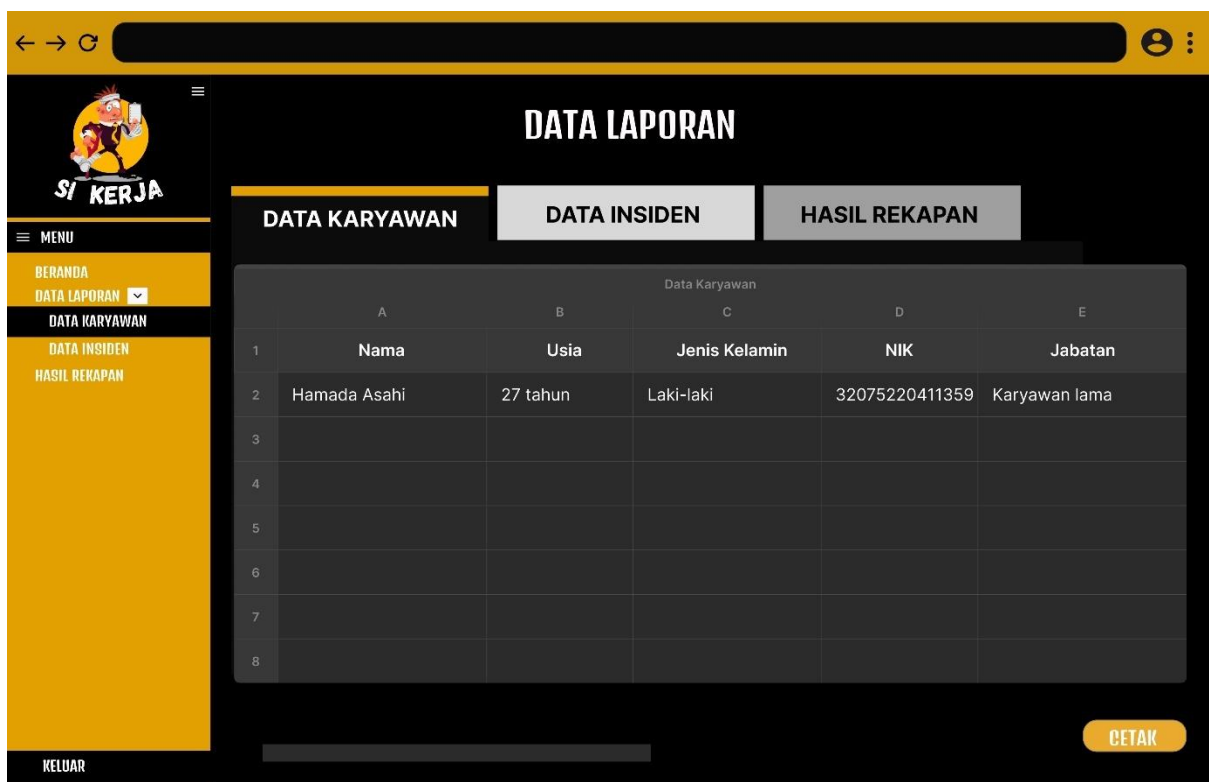 SI KERJA
MENU
BERANDA
DATA LAPORAN
DATA KARYAWAN
DATA INSIDEN
HASIL REKAPAN
KELUAR
DATA LAPORAN
DATA KARYAWAN DATA INSIDEN HASIL REKAPAN
Data Karyawan
A B C D E
1 Nama Usia Jenis Kelamin NIK Jabatan
2 Hamada Asahi 27 tahun Laki-laki 32075220411359 Karyawan lama
3
4
5
6
7
8
CETAK